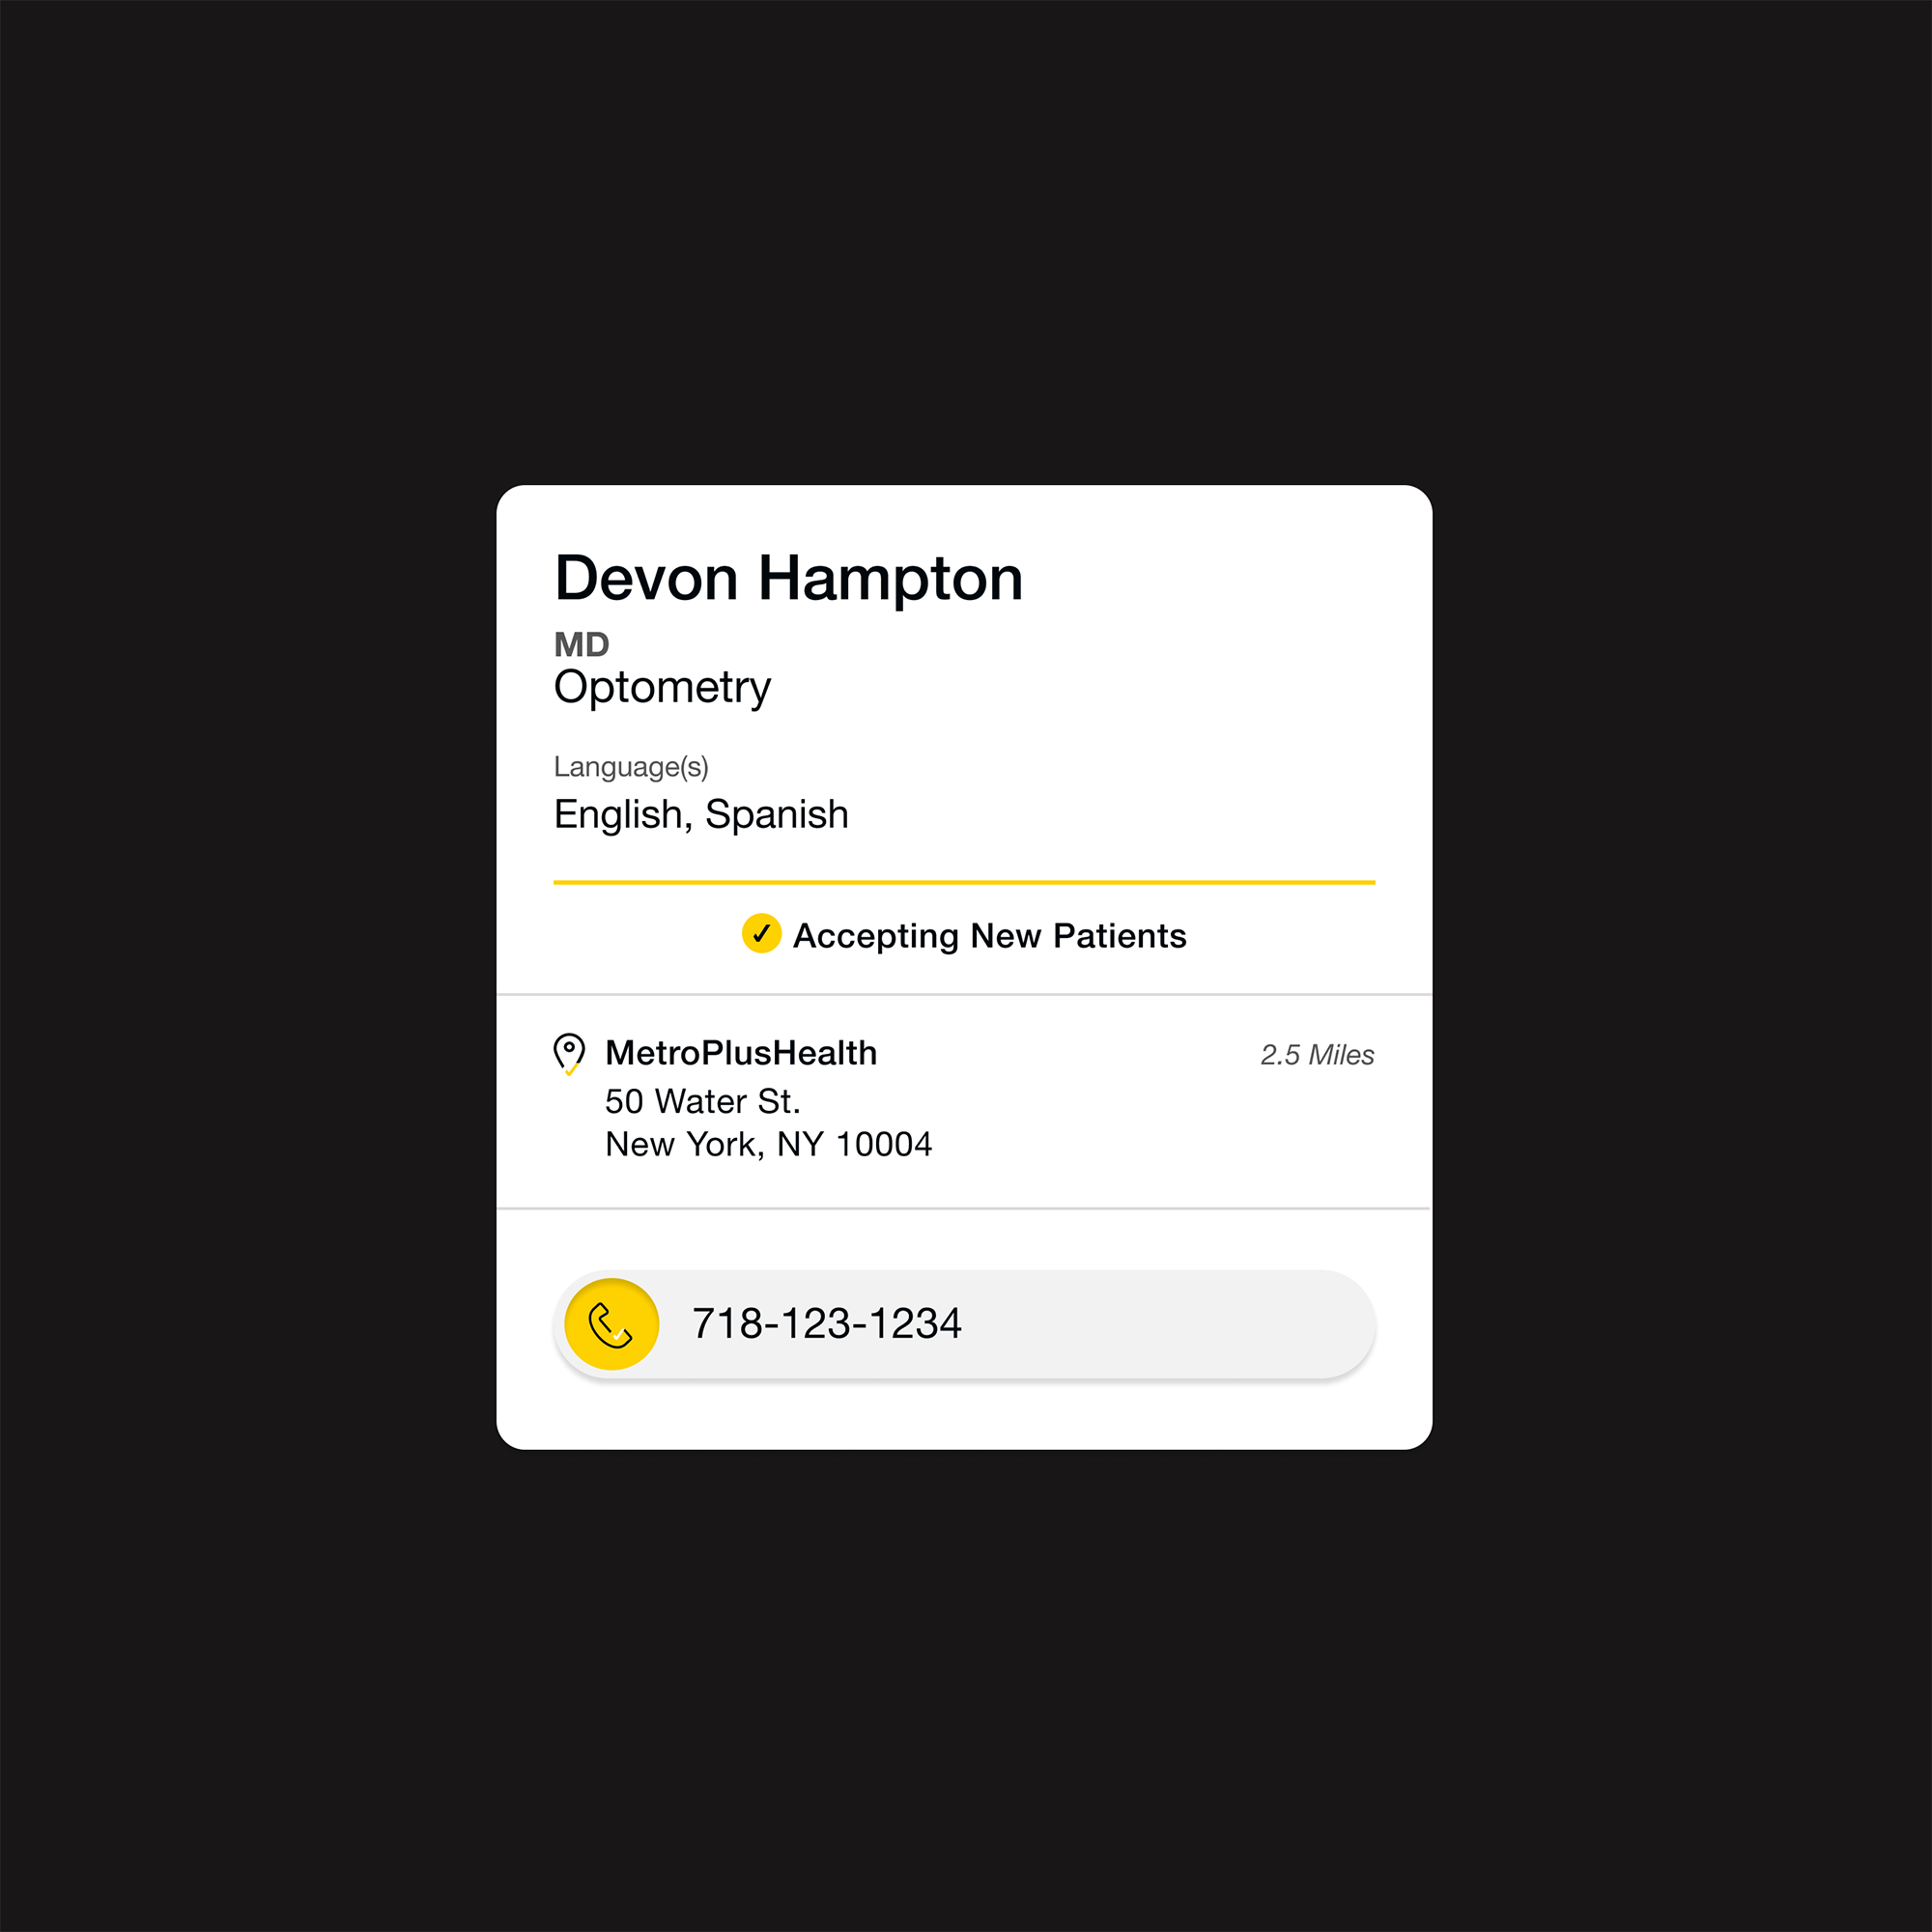 Devon Hampton
MD
Optometry
Language(s)
English, Spanish
Accepting New Patients
MetroPlusHealth
2.5 Miles
50 Water St.
New York, NY 10004
718-123-1234